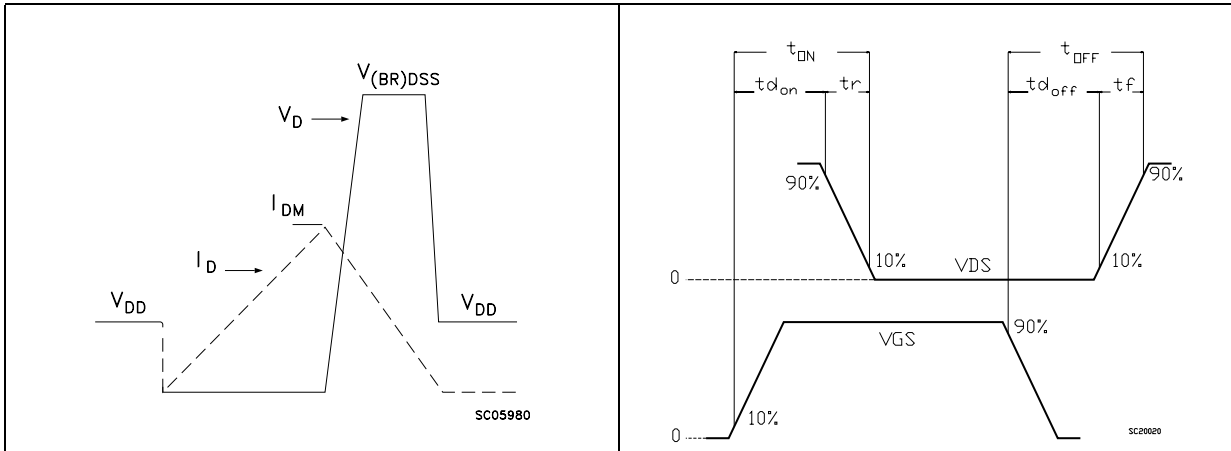 V(BR)DSS
VD
IDM
ID
VDD
VDD
SC05980
tON
tOFF
tdon
tr
tdoff
tf
90%
90%
10%
10%
0
VDS
90%
VGS
10%
0
SC20020